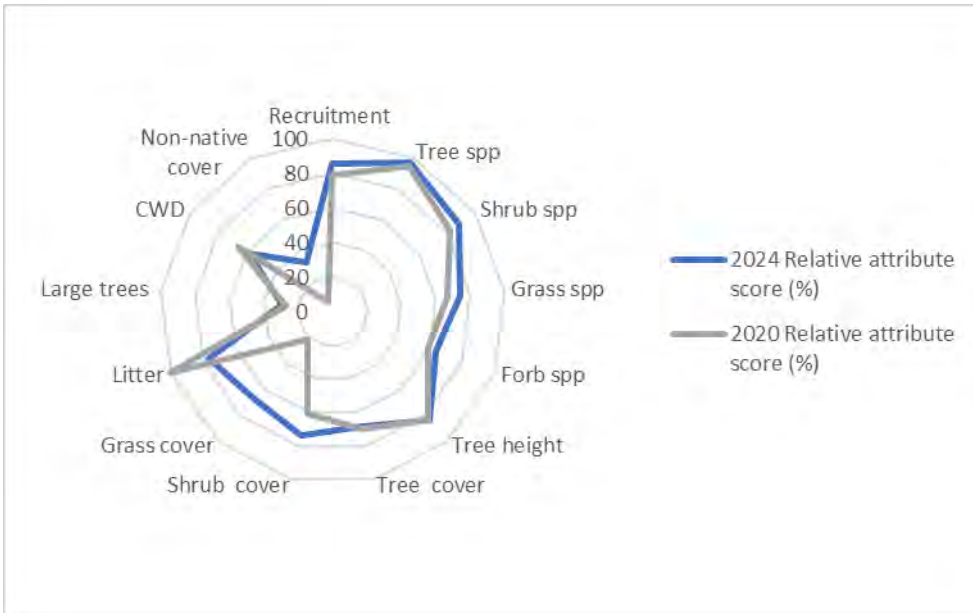 Recruitment
100
80
60
40
20
0
Tree spp
Shrub spp
Grass spp
Forb spp
Tree height
Tree cover
Shrub cover
Grass cover
Litter
Large trees
CWD
Non-native
cover
2024 Relative attribute
score (%)
2020 Relative attribute
score (%)